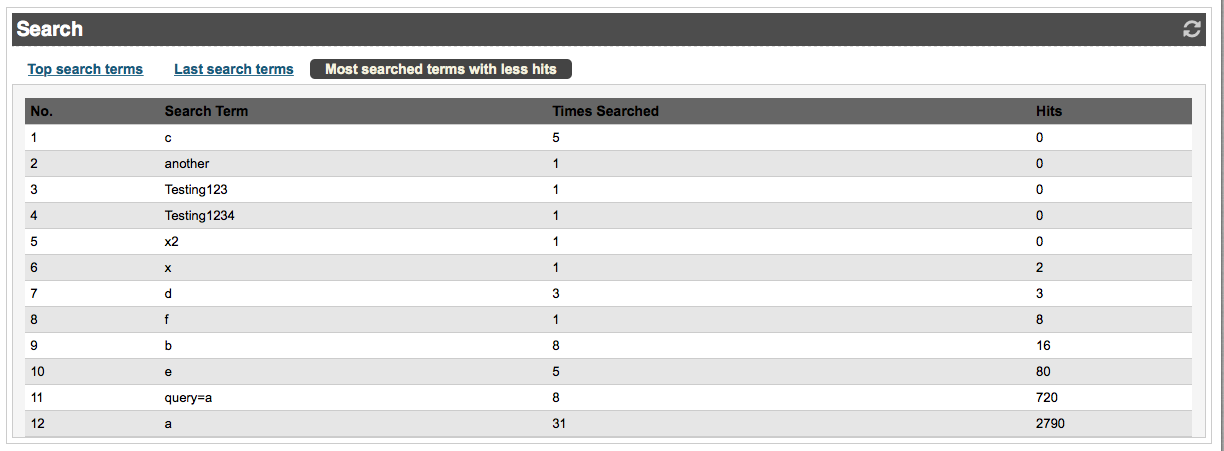 Search
Top search terms Last search terms Most searched terms with less hits
No. Search Term Times Searched Hits
1 c 5 0
2 another 1 0
3 Testing123 1 0
4 Testing1234 1 0
5 x2 1 0
6 x 1 2
7 d 3 3
8 f 1 8
9 b 8 16
10 e 5 80
11 query=a 8 720
12 a 31 2790